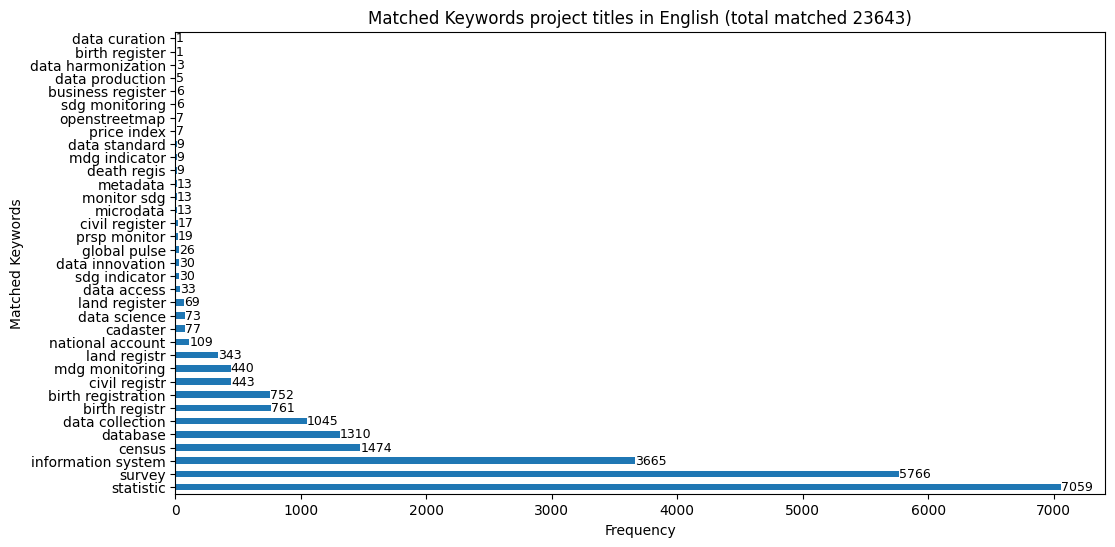 Matched Keywords project titles in English (total matched 23643)
data curation 1
birth register 1
data harmonization 3
data production 5
business register 6
sdg monitoring 6
openstreetmap 7
price index 7
data standard 9
mdg indicator 9
death regis 9
metadata 13
monitor sdg 13
microdata 13
civil register 17
prsp monitor 19
global pulse 26
data innovation 30
sdg indicator 30
data access 33
land register 69
data science 73
cadaster 77
national account 109
land registr 343
mdg monitoring 440
civil registr 443
birth registration 752
birth registr 761
data collection 1045
database 1310
census 1474
information system 3665
survey 5766
statistic 7059
0 1000 2000 3000 4000 5000 6000 7000
Frequency
Matched Keywords